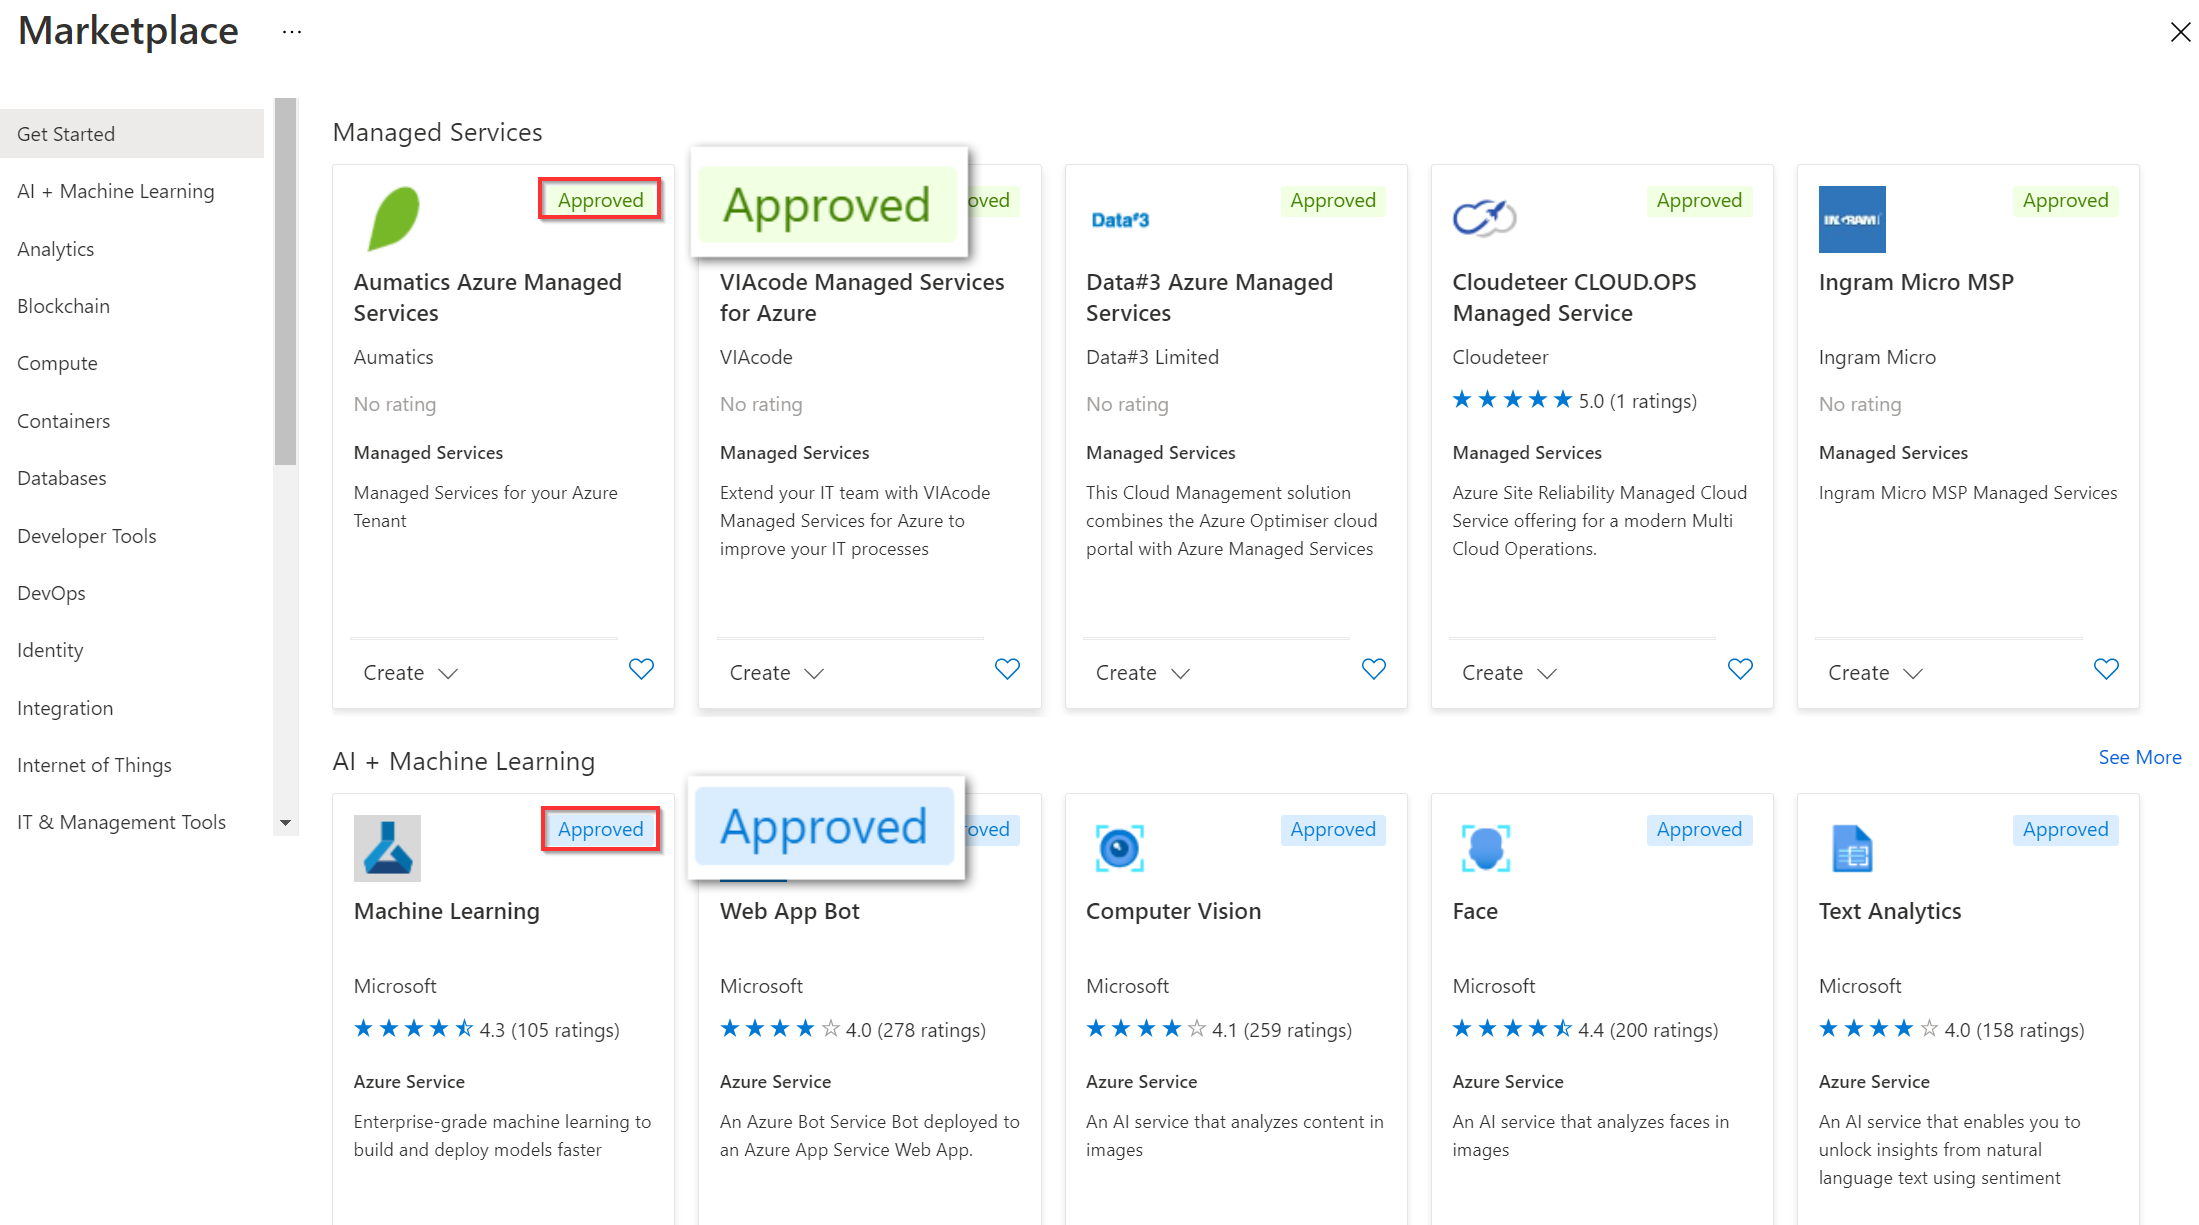 Marketplace ...
Get Started
AI + Machine Learning
Analytics
Blockchain
Compute
Containers
Databases
Developer Tools
DevOps
Identity
Integration
Internet of Things
IT & Management Tools
Managed Services
Approved
Aumatics Azure Managed
Services
Aumatics
No rating
Managed Services
Managed Services for your Azure
Tenant
Create
Approved
oved
VIAcode Managed Services
for Azure
VIAcode
No rating
Managed Services
Extend your IT team with VIAcode
Managed Services for Azure to
improve your IT processes
Create
Data#3
Approved
Data#3 Azure Managed
Services
Data#3 Limited
No rating
Managed Services
This Cloud Management solution
combines the Azure Optimiser cloud
portal with Azure Managed Services
Create
Approved
Cloudeteer CLOUD.OPS
Managed Service
Cloudeteer
5.0 (1 ratings)
Managed Services
Azure Site Reliability Managed Cloud
Service offering for a modern Multi
Cloud Operations.
Create
INGRAM
Approved
Ingram Micro MSP
Ingram Micro
No rating
Managed Services
Ingram Micro MSP Managed Services
Create
AI + Machine Learning
See More
Approved
Machine Learning
Microsoft
4.3 (105 ratings)
Azure Service
Enterprise-grade machine learning to
build and deploy models faster
Approved
roved
Web App Bot
Microsoft
4.0 (278 ratings)
Azure Service
An Azure Bot Service Bot deployed to
an Azure App Service Web App.
Approved
Computer Vision
Microsoft
4.1 (259 ratings)
Azure Service
An AI service that analyzes content in
images
Approved
Face
Microsoft
4.4 (200 ratings)
Azure Service
An AI service that analyzes faces in
images
Approved
Text Analytics
Microsoft
4.0 (158 ratings)
Azure Service
An AI service that enables you to
unlock insights from natural
language text using sentiment